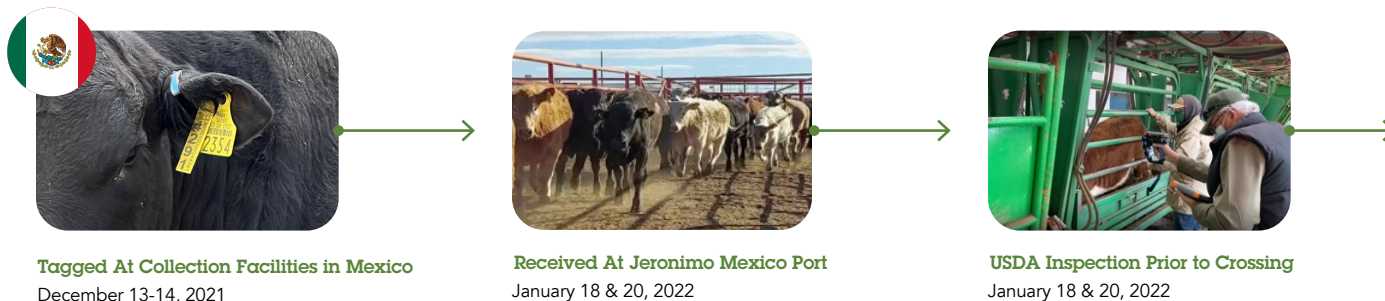 2354
Tagged At Collection Facilities in Mexico
December 13-14, 2021
Received At Jeronimo Mexico Port
January 18 & 20, 2022
USDA Inspection Prior to Crossing
January 18 & 20, 2022